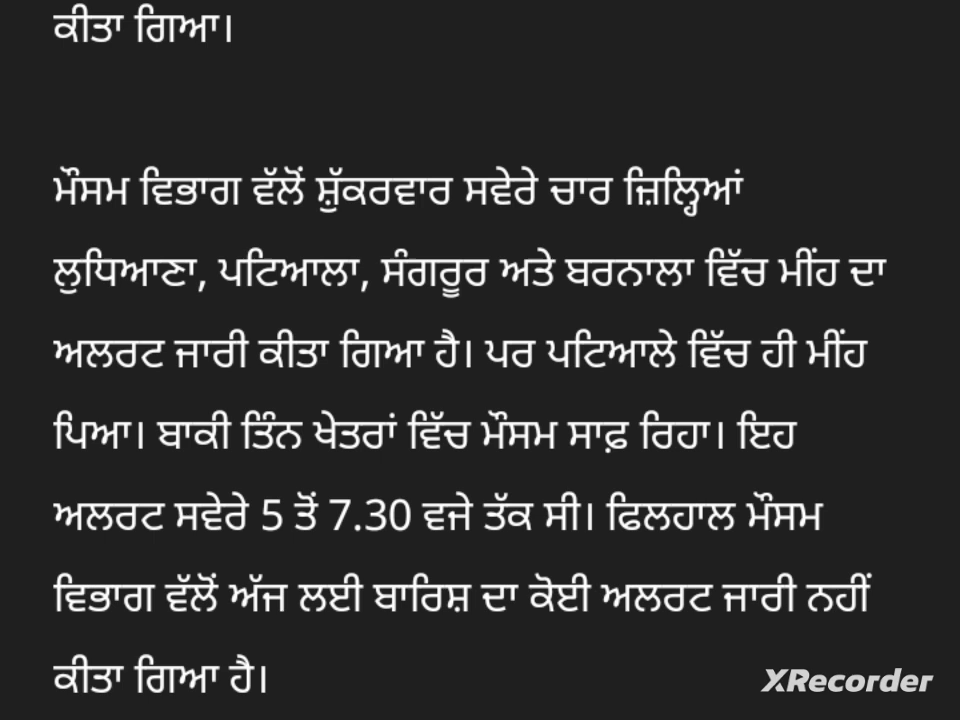 ਕੀਤਾ ਗਿਆ।
ਮੌਸਮ ਵਿਭਾਗ ਵੱਲੋਂ ਸ਼ੁੱਕਰਵਾਰ ਸਵੇਰੇ ਚਾਰ ਜ਼ਿਲ੍ਹਿਆਂ
ਲੁਧਿਆਣਾ, ਪਟਿਆਲਾ, ਸੰਗਰੂਰ ਅਤੇ ਬਰਨਾਲਾ ਵਿੱਚ ਮੀਂਹ ਦਾ
ਅਲਰਟ ਜਾਰੀ ਕੀਤਾ ਗਿਆ ਹੈ। ਪਰ ਪਟਿਆਲੇ ਵਿੱਚ ਹੀ ਮੀਂਹ
ਪਿਆ। ਬਾਕੀ ਤਿੰਨ ਖੇਤਰਾਂ ਵਿੱਚ ਮੌਸਮ ਸਾਫ਼ ਰਿਹਾ। ਇਹ
ਅਲਰਟ ਸਵੇਰੇ 5 ਤੋਂ 7.30 ਵਜੇ ਤੱਕ ਸੀ। ਫਿਲਹਾਲ ਮੌਸਮ
ਵਿਭਾਗ ਵੱਲੋਂ ਅੱਜ ਲਈ ਬਾਰਿਸ਼ ਦਾ ਕੋਈ ਅਲਰਟ ਜਾਰੀ ਨਹੀਂ
ਕੀਤਾ ਗਿਆ ਹੈ।
XRecorder